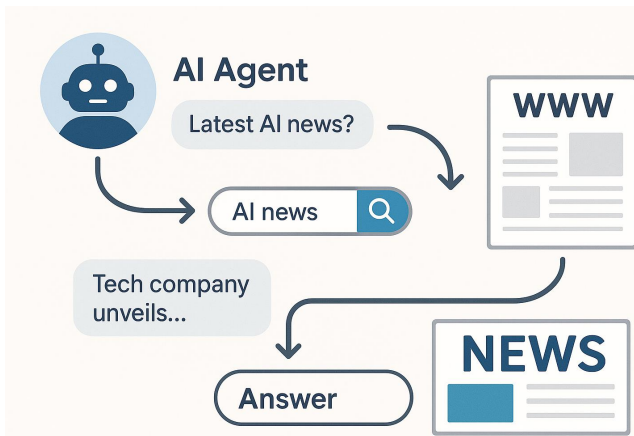 AI Agent
Latest AI news?
WWW
AI news
Tech company
unveils...
NEWS
Answer